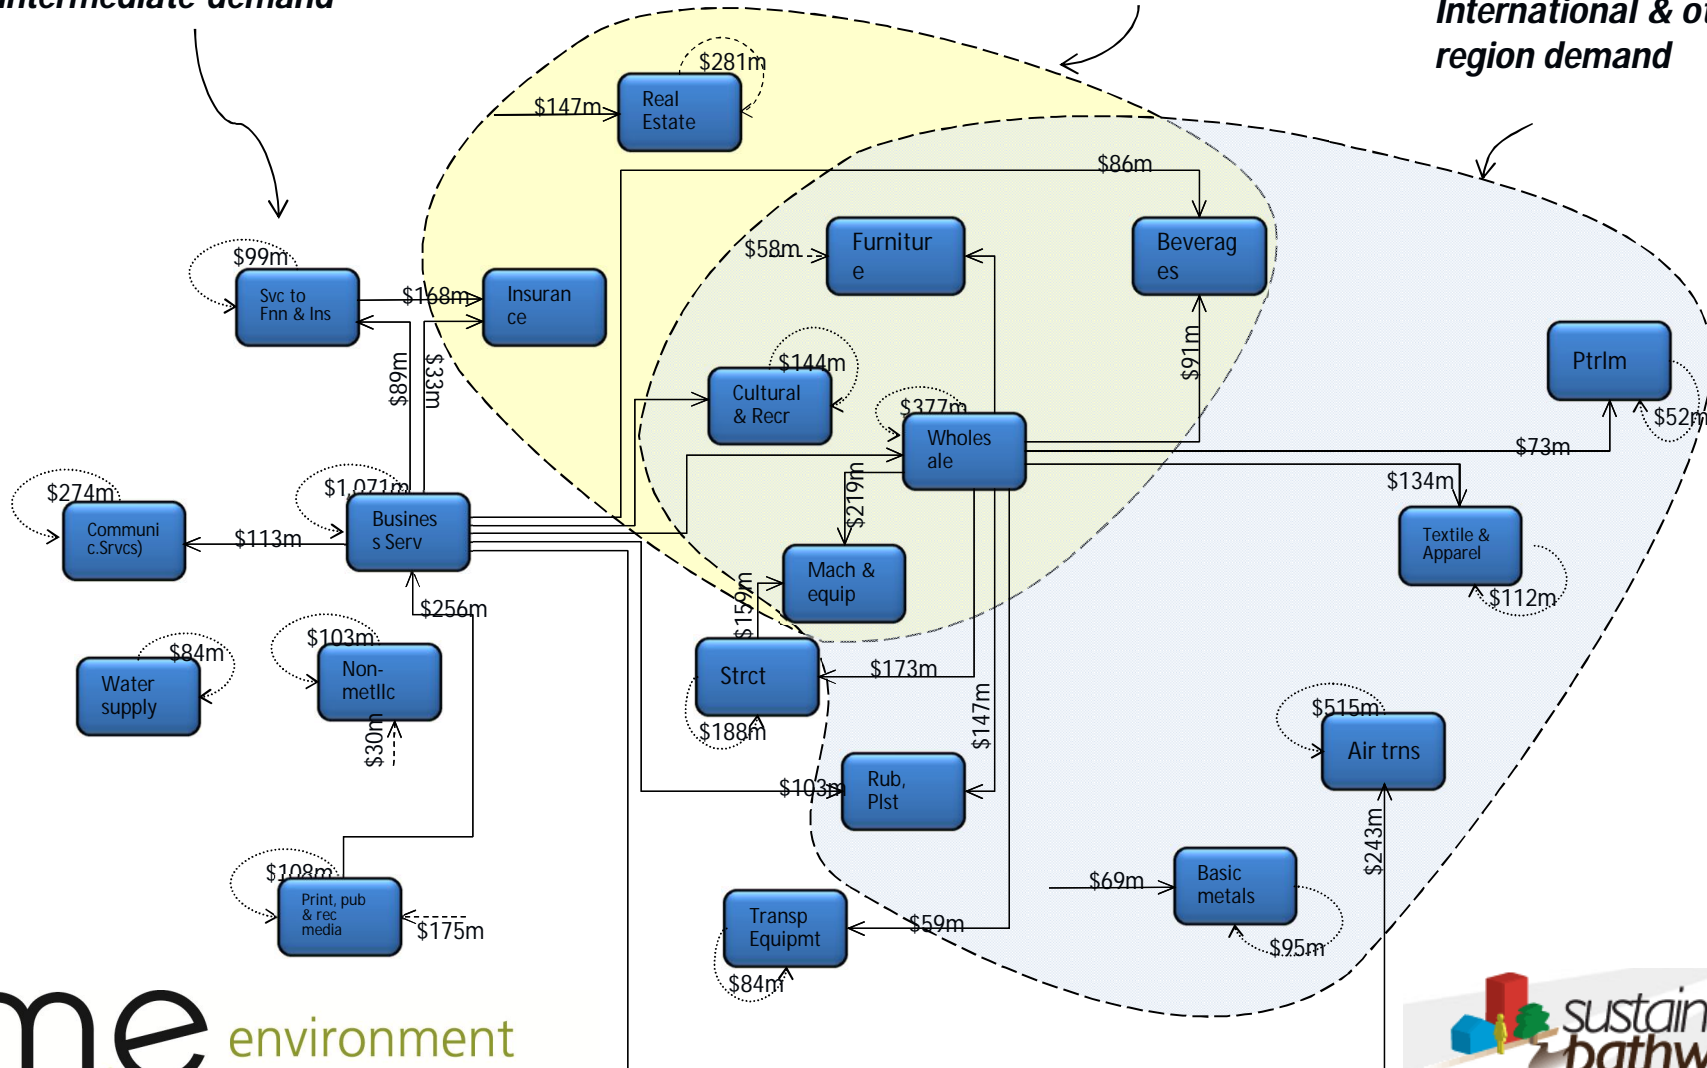 intermediate demand
International & ot
region demand
$281m
$147m
Real
Estate
$86m
$58m
Furnitur
e
Beverag
es
$99m
Svc to
Fnn & Ins
$168m
Insuran
ce
$89m
$33m
$91m
Ptrlm
$52m
$144m
Cultural
& Recr
$377m
Wholes
ale
$73m
$134m
$219m
$274m
Communi
c.Srvcs)
$113m
$1,071m
Busines
s Serv
Textile &
Apparel
$112m
Mach &
equip
$159m
$256m
$84m
Water
supply
$103m
Non-
metllc
$30m
Strct
$173m
$188m
$147m
$515m
Air trns
$103m
Rub,
Plst
$243m
$108m
Print, pub
& rec
media
$175m
Transp
Equipmt
$59m
$84m
$69m
Basic
metals
$95m
me
environment
sustain
pathw